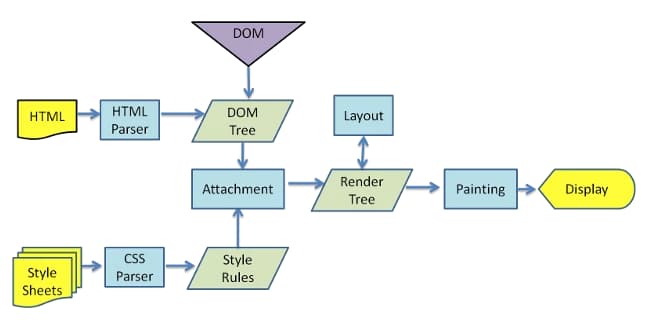 DOM
HTML
HTML
Parser
DOM
Tree
Layout
Attachment
Render
Tree
Painting
Display
Style
Sheets
CSS
Parser
Style
Rules